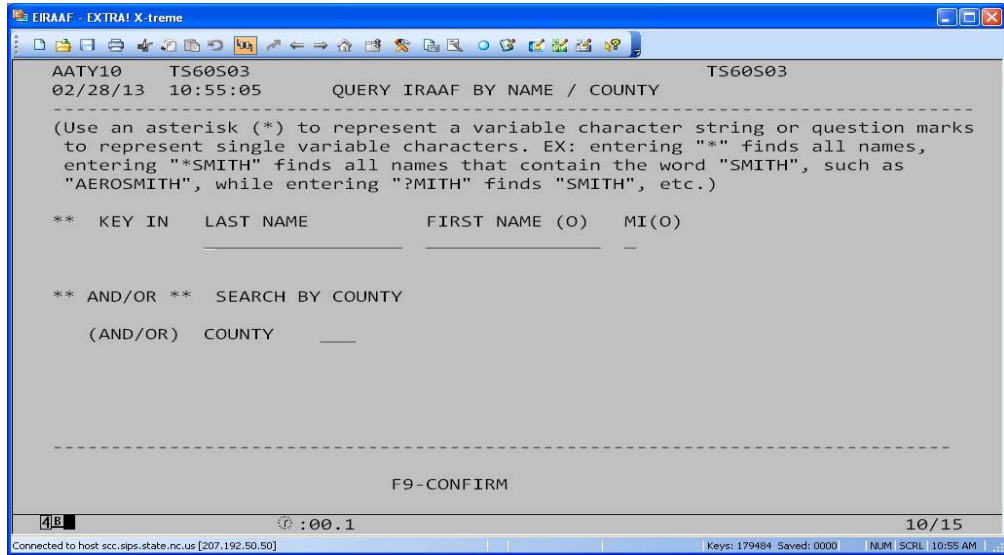 EIRAAF - EXTRA! X-treme
AATY10 TS60S03 TS60S03
02/28/13 10:55:05 QUERY IRAAF BY NAME / COUNTY
(Use an asterisk (*) to represent a variable character string or question marks
to represent single variable characters. EX: entering "*" finds all names,
entering "*SMITH" finds all names that contain the word "SMITH", such as
"AEROSMITH", while entering "?MITH" finds "SMITH", etc.)
** KEY IN LAST NAME FIRST NAME (O) MI(O)
** AND/OR ** SEARCH BY COUNTY
(AND/OR) COUNTY
F9-CONFIRM
4B :00.1 10/15
Connected to host scc.sips.state.nc.us [207.192.50.50] Keys: 179484 Saved: 0000 NUM SCRL 10:55 AM